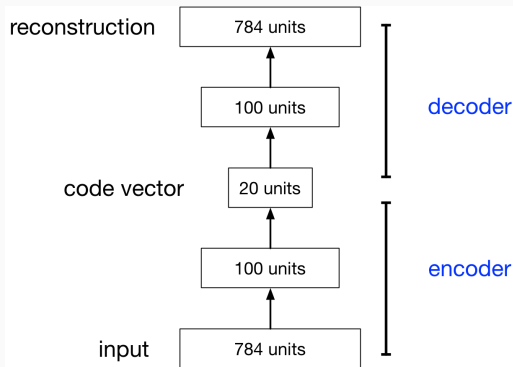 reconstruction 784 units
100 units
decoder
code vector 20 units
100 units
encoder
input 784 units